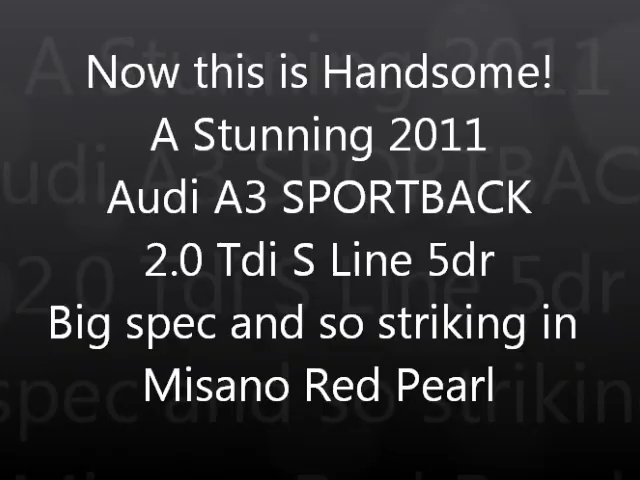 Now this is Handsome!
A Stunning 2011
Audi A3 SPORTBACK
2.0 Tdi S Line 5dr
Big spec and so striking in
Misano Red Pearl